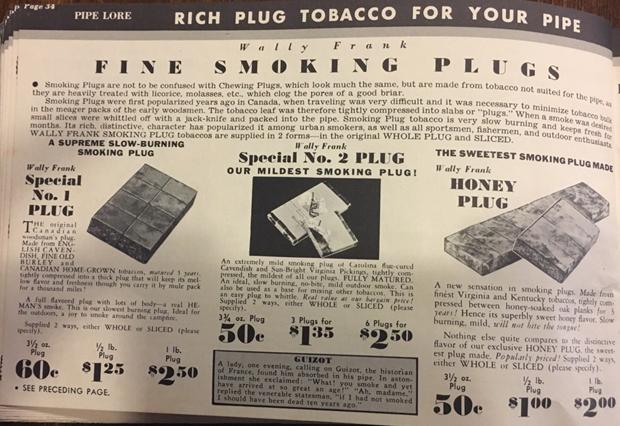 Page 34
PIPE LORE
RICH PLUG TOBACCO FOR YOUR PIPE
Wally Frank
FINE SMOKING PLUGS
● Smoking Plugs are not to be confused with Chewing Plugs, which look much the same, but are made from tobacco not suited for the pipe, as
they are heavily treated with licorice, molasses, etc., which clog the pores of a good briar.
Smoking Plugs were first popularized years ago in Canada, when traveling was very difficult and it was necessary to minimize tobacco bulk
in the meager packs of the early woodsmen. The tobacco leaf was therefore tightly compressed into slabs or "plugs." When a smoke was desired
small slices were whittled off with a jack-knife and packed into the pipe. Smoking Plug tobacco is very slow burning and keeps fresh for
months. Its rich, distinctive, character has popularized it among urban smokers, as well as all sportsmen, fishermen, and outdoor enthusiasts.
WALLY FRANK SMOKING PLUG tobaccos are supplied in 2 forms—in the original WHOLE PLUG and SLICED.
A SUPREME SLOW-BURNING
SMOKING PLUG
Wally Frank
Special
No. 1
PLUG
THE original
Canadian
woodsman's plug.
Made from ENG-
LISH CAVEN-
DISH, FINE OLD
BURLEY and
CANADIAN HOME-GROWN tobaccos, matured 5 years,
tightly compressed into a thick plug that will keep its mel-
low flavor and freshness though you carry it by mule pack
for a thousand miles!
A full flavored plug with lots of body—a real HE-
MAN'S smoke. This is our slowest burning plug. Ideal for
the outdoors, a joy to smoke around the campfire.
Supplied 2 ways, either WHOLE or SLICED (please
specify).
3½ oz. Plug 60c
½ lb. Plug $1.25
1 lb. Plug $2.50
• SEE PRECEDING PAGE.
Wally Frank
Special No. 2 PLUG
OUR MILDEST SMOKING PLUG!
An extremely mild smoking plug of Carolina flue-cured
Cavendish and Sun-Bright Virginia Pickings, tightly com-
pressed, the mildest of all our plugs. FULLY MATURED.
An ideal, slow burning, no-bite, mild outdoor smoke. Can
also be used as a base for mixing other tobaccos. This is
an easy plug to whittle. Real value at our bargain price!
Supplied 2 ways, either WHOLE or SLICED (please
specify).
3¾ oz. Plug 50c
3 Plugs for $1.35
6 Plugs for $2.50
GUIZOT
A lady, one evening, calling on Guizot, the historian
of France, found him absorbed in his pipe. In aston-
ishment she exclaimed: "What! you smoke and yet
have arrived at so great an age?" "Ah, madame,"
replied the venerable statesman, "if I had not smoked
I should have been dead ten years ago."
THE SWEETEST SMOKING PLUG MADE
Wally Frank
HONEY
PLUG
A new sensation in smoking plugs. Made from
finest Virginia and Kentucky tobaccos, tightly com-
pressed between honey-soaked oak planks for 5
years! Hence its superbly sweet honey flavor. Slow
burning, mild, will not bite the tongue!
Nothing else quite compares to the distinctive
flavor of our exclusive HONEY PLUG, the sweet-
est plug made. Popularly priced! Supplied 2 ways,
either WHOLE or SLICED (please specify).
3½ oz. Plug 50c
½ lb. Plug $1.00
1 lb. Plug $2.00